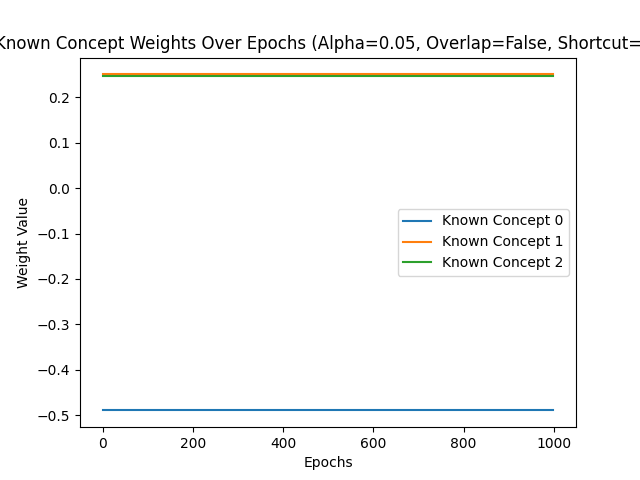 Known Concept Weights Over Epochs (Alpha=0.05, Overlap=False, Shortcut=
0.2
0.1
0.0
−0.1
−0.2
−0.3
−0.4
−0.5
Weight Value
Known Concept 0
Known Concept 1
Known Concept 2
0 200 400 600 800 1000
Epochs